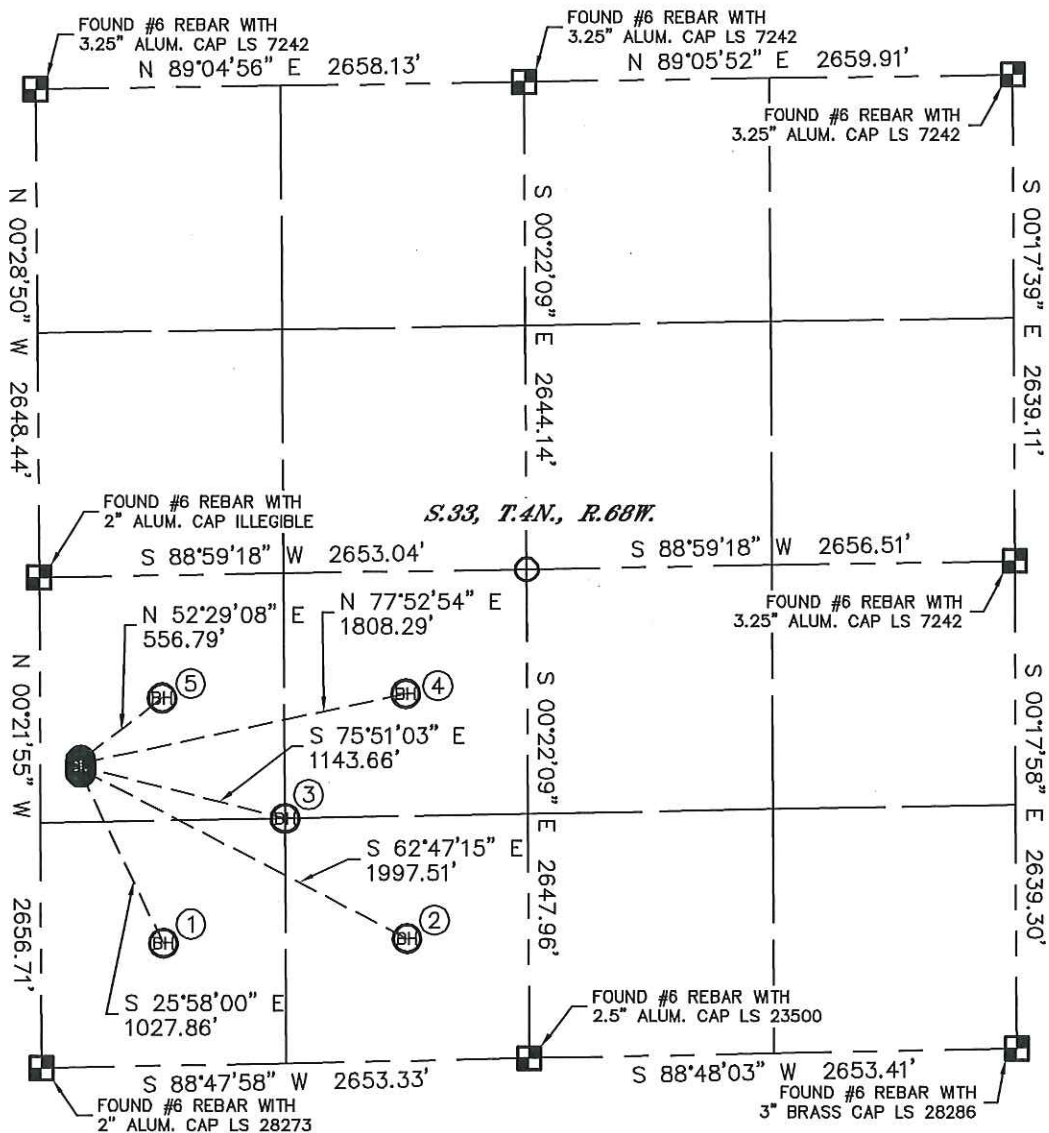 FOUND #6 REBAR WITH
3.25" ALUM. CAP LS 7242
FOUND #6 REBAR WITH
3.25" ALUM. CAP LS 7242
N 89°04'56" E 2658.13'
N 89°05'52" E 2659.91'
FOUND #6 REBAR WITH
3.25" ALUM. CAP LS 7242
N 00°28'50" W 2648.44'
S 00°22'09" E 2644.14'
S 00°17'39" E 2639.11'
FOUND #6 REBAR WITH
2" ALUM. CAP ILLEGIBLE
S.33, T.4N., R.68W.
S 88°59'18" W 2653.04'
S 88°59'18" W 2656.51'
FOUND #6 REBAR WITH
3.25" ALUM. CAP LS 7242
N 52°29'08" E
556.79'
N 77°52'54" E
1808.29'
BH 5
BH 4
N 00°21'55" W 2656.71'
S 00°22'09" E 2647.96'
S 00°17'58" E 2639.30'
S 75°51'03" E
1143.66'
BH 3
S 62°47'15" E
1997.51'
BH 1
BH 2
S 25°58'00" E
1027.86'
FOUND #6 REBAR WITH
2.5" ALUM. CAP LS 23500
S 88°47'58" W 2653.33'
S 88°48'03" W 2653.41'
FOUND #6 REBAR WITH
2" ALUM. CAP LS 28273
FOUND #6 REBAR WITH
3" BRASS CAP LS 28286